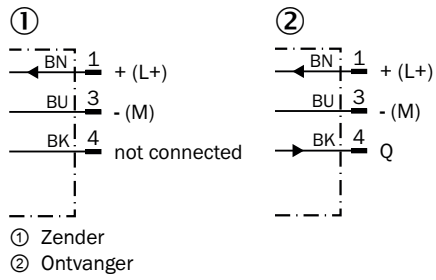 ① ②
BN 1 + (L+) BN 1 + (L+)
BU 3 - (M) BU 3 - (M)
BK 4 not connected BK 4 Q
① Zender
② Ontvanger